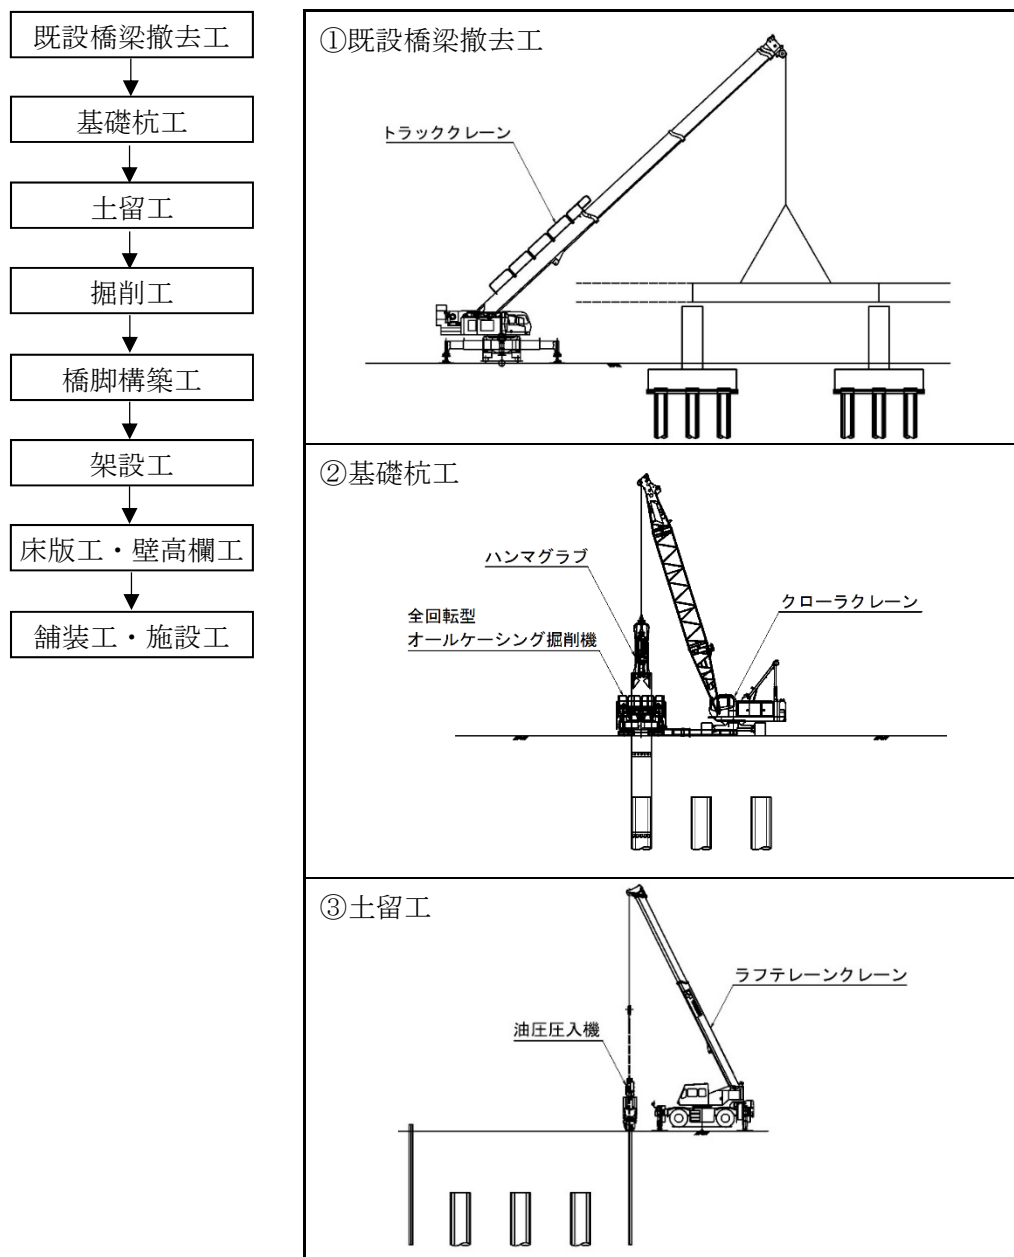 既設橋梁撤去工
基礎杭工
土留工
掘削工
橋脚構築工
架設工
床版工・壁高欄工
舗装工・施設工
①既設橋梁撤去工
トラッククレーン
②基礎杭工
ハンマグラブ
全回転型
オールケーシング掘削機
クローラクレーン
③土留工
ラフテレーンクレーン
油圧圧入機